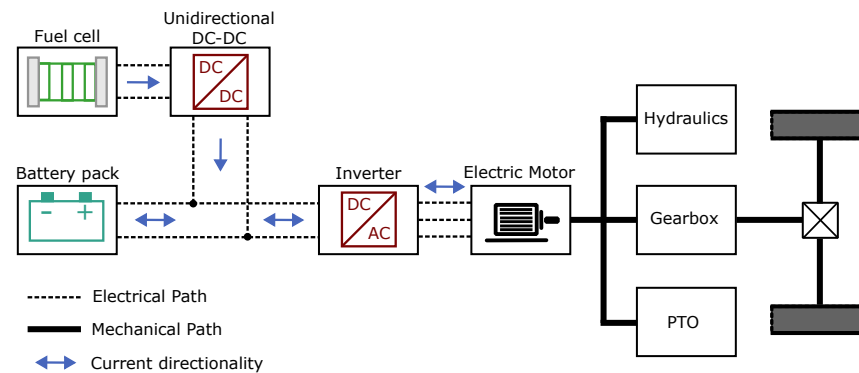 Unidirectional
DC-DC
Fuel cell
DC
DC
Hydraulics
Battery pack
Inverter
Electric Motor
- +
DC
AC
Gearbox
PTO
Electrical Path
Mechanical Path
Current directionality